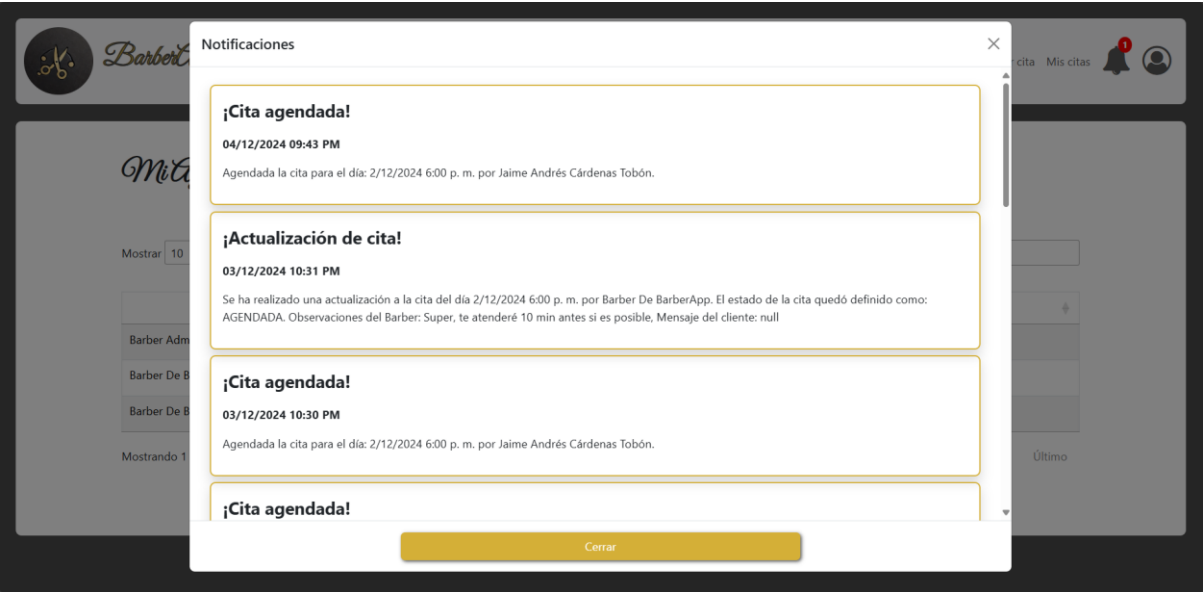 BarberC
cita Mis citas
1
Notificaciones
¡Cita agendada!
04/12/2024 09:43 PM
Agendada la cita para el día: 2/12/2024 6:00 p. m. por Jaime Andrés Cárdenas Tobón.
¡Actualización de cita!
03/12/2024 10:31 PM
Se ha realizado una actualización a la cita del día 2/12/2024 6:00 p. m. por Barber De BarberApp. El estado de la cita quedó definido como:
AGENDADA. Observaciones del Barber: Super, te atenderé 10 min antes si es posible, Mensaje del cliente: null
¡Cita agendada!
03/12/2024 10:30 PM
Agendada la cita para el día: 2/12/2024 6:00 p. m. por Jaime Andrés Cárdenas Tobón.
¡Cita agendada!
Cerrar
Mi
Mostrar 10
Barber Adm
Barber De B
Barber De B
Mostrando 1
Último